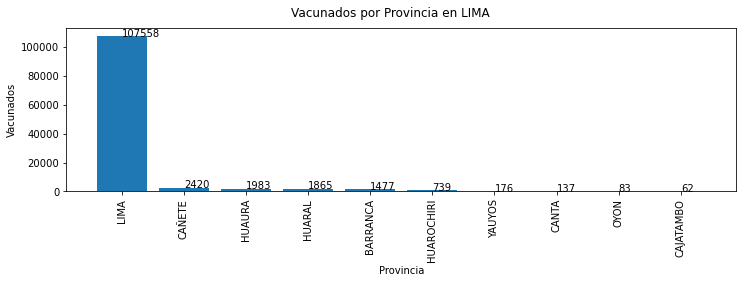 Vacunados por Provincia en LIMA
Vacunados
100000
80000
60000
40000
20000
0
107558
2420
1983
1865
1477
739
176
137
83
62
LIMA
CAÑETE
HUAURA
HUARAL
BARRANCA
HUAROCHIRI
YAUYOS
CANTA
OYON
CAJATAMBO
Provincia